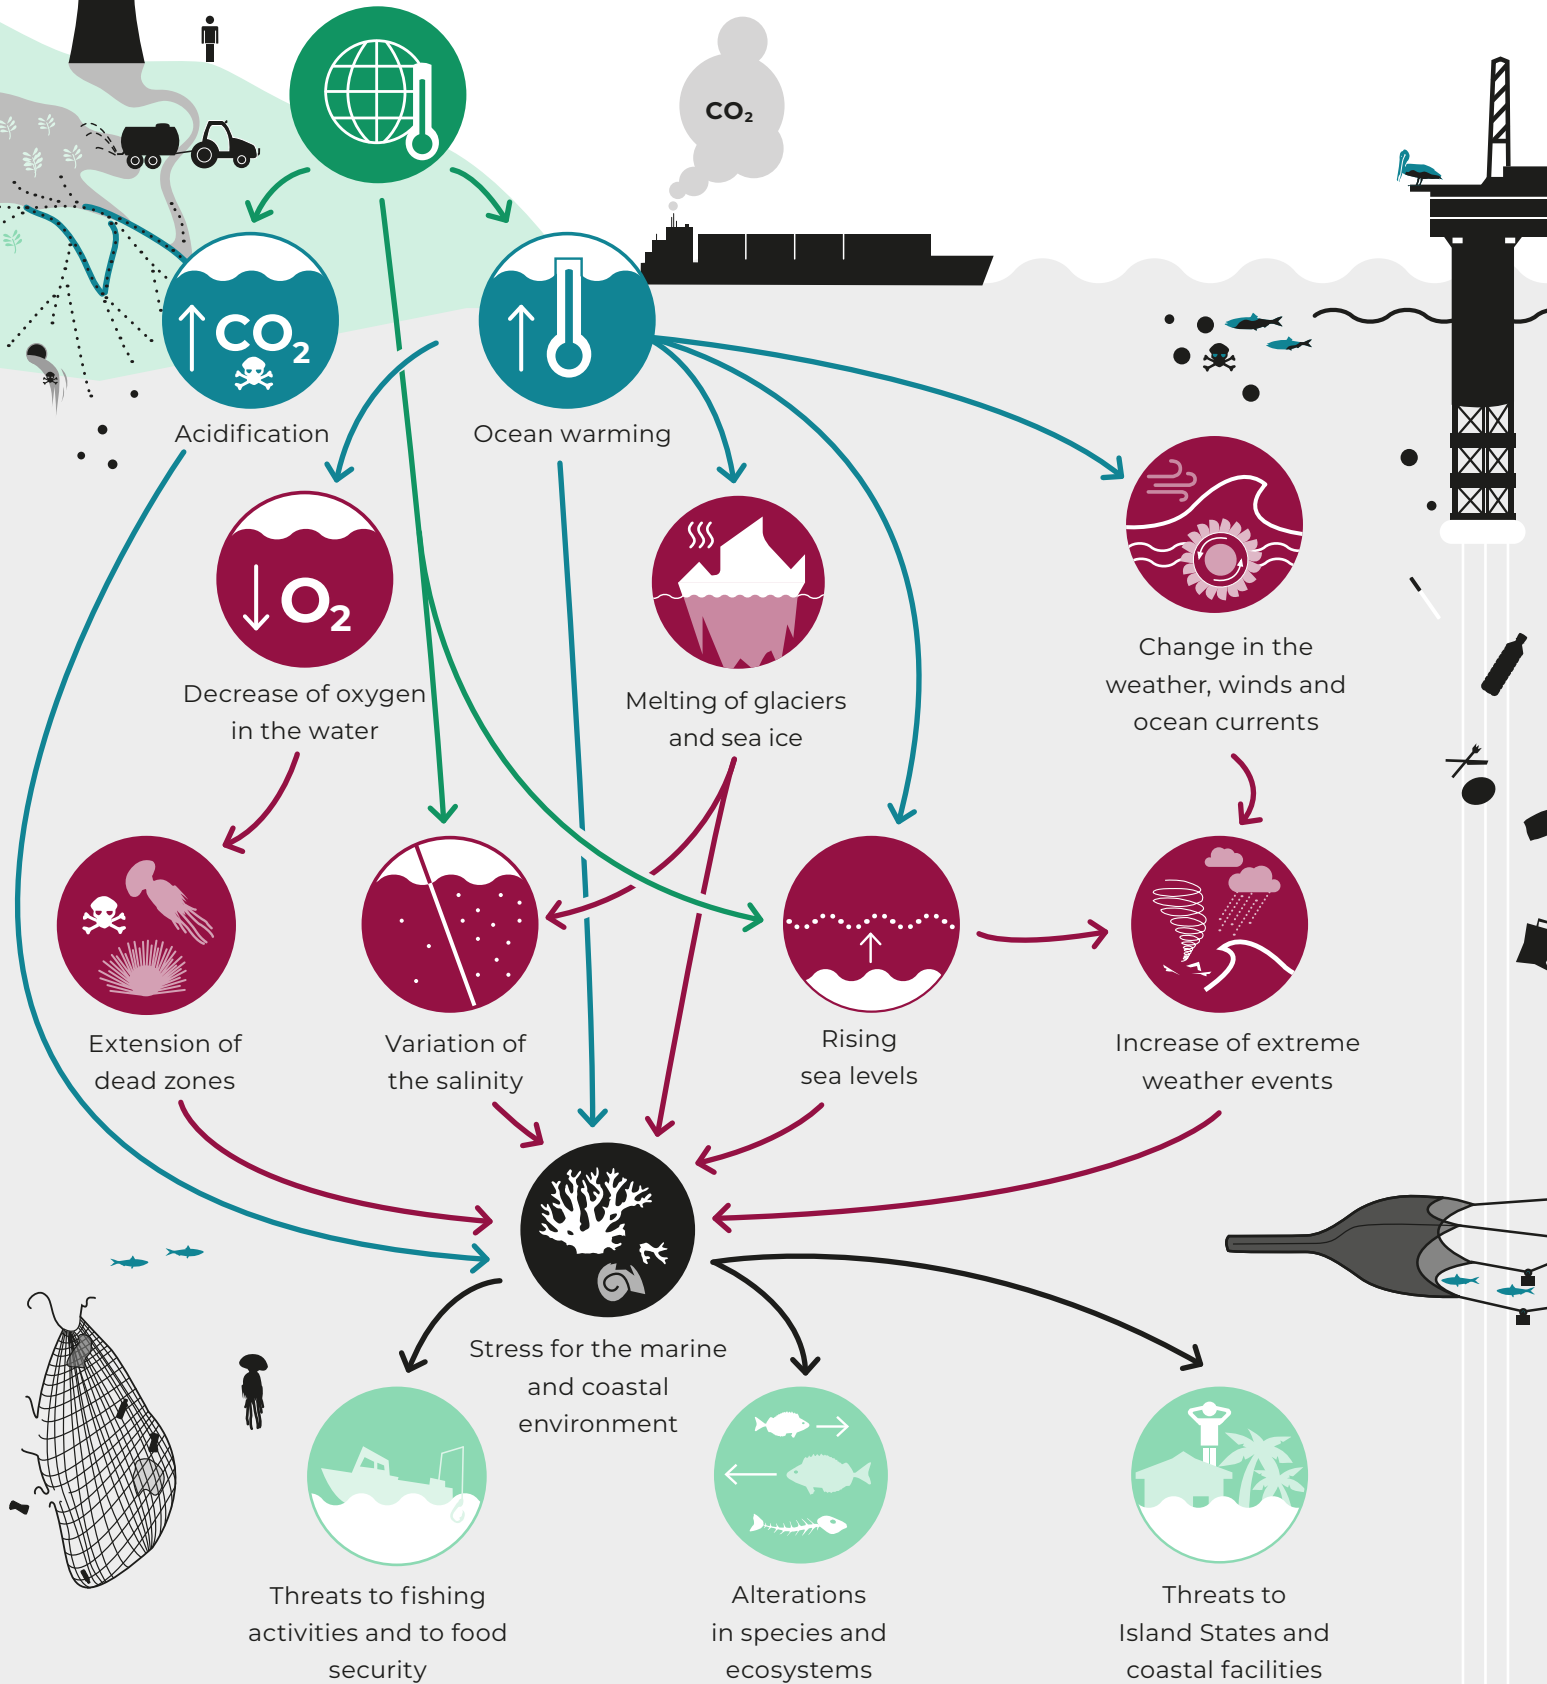 CO₂
CO₂
Acidification
Ocean warming
O₂
Decrease of oxygen
in the water
Melting of glaciers
and sea ice
Change in the
weather, winds and
ocean currents
Extension of
dead zones
Variation of
the salinity
Rising
sea levels
Increase of extreme
weather events
Stress for the marine
and coastal
environment
Threats to fishing
activities and to food
security
Alterations
in species and
ecosystems
Threats to
Island States and
coastal facilities